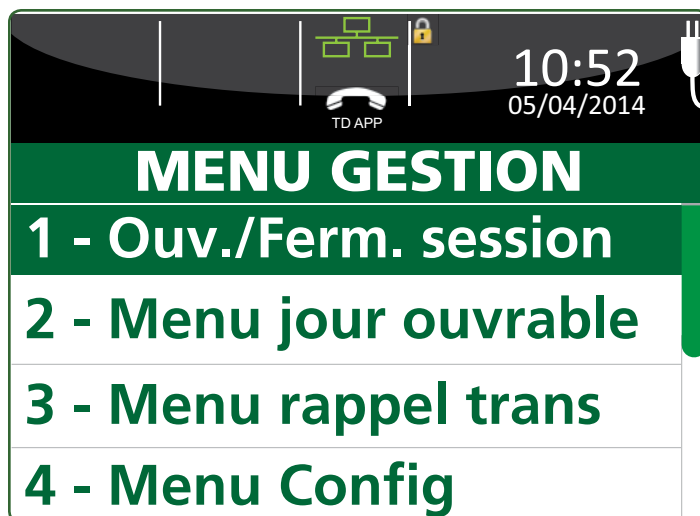 10:52
05/04/2014
TD APP
MENU GESTION
1 - Ouv./Ferm. session
2 - Menu jour ouvrable
3 - Menu rappel trans
4 - Menu Config